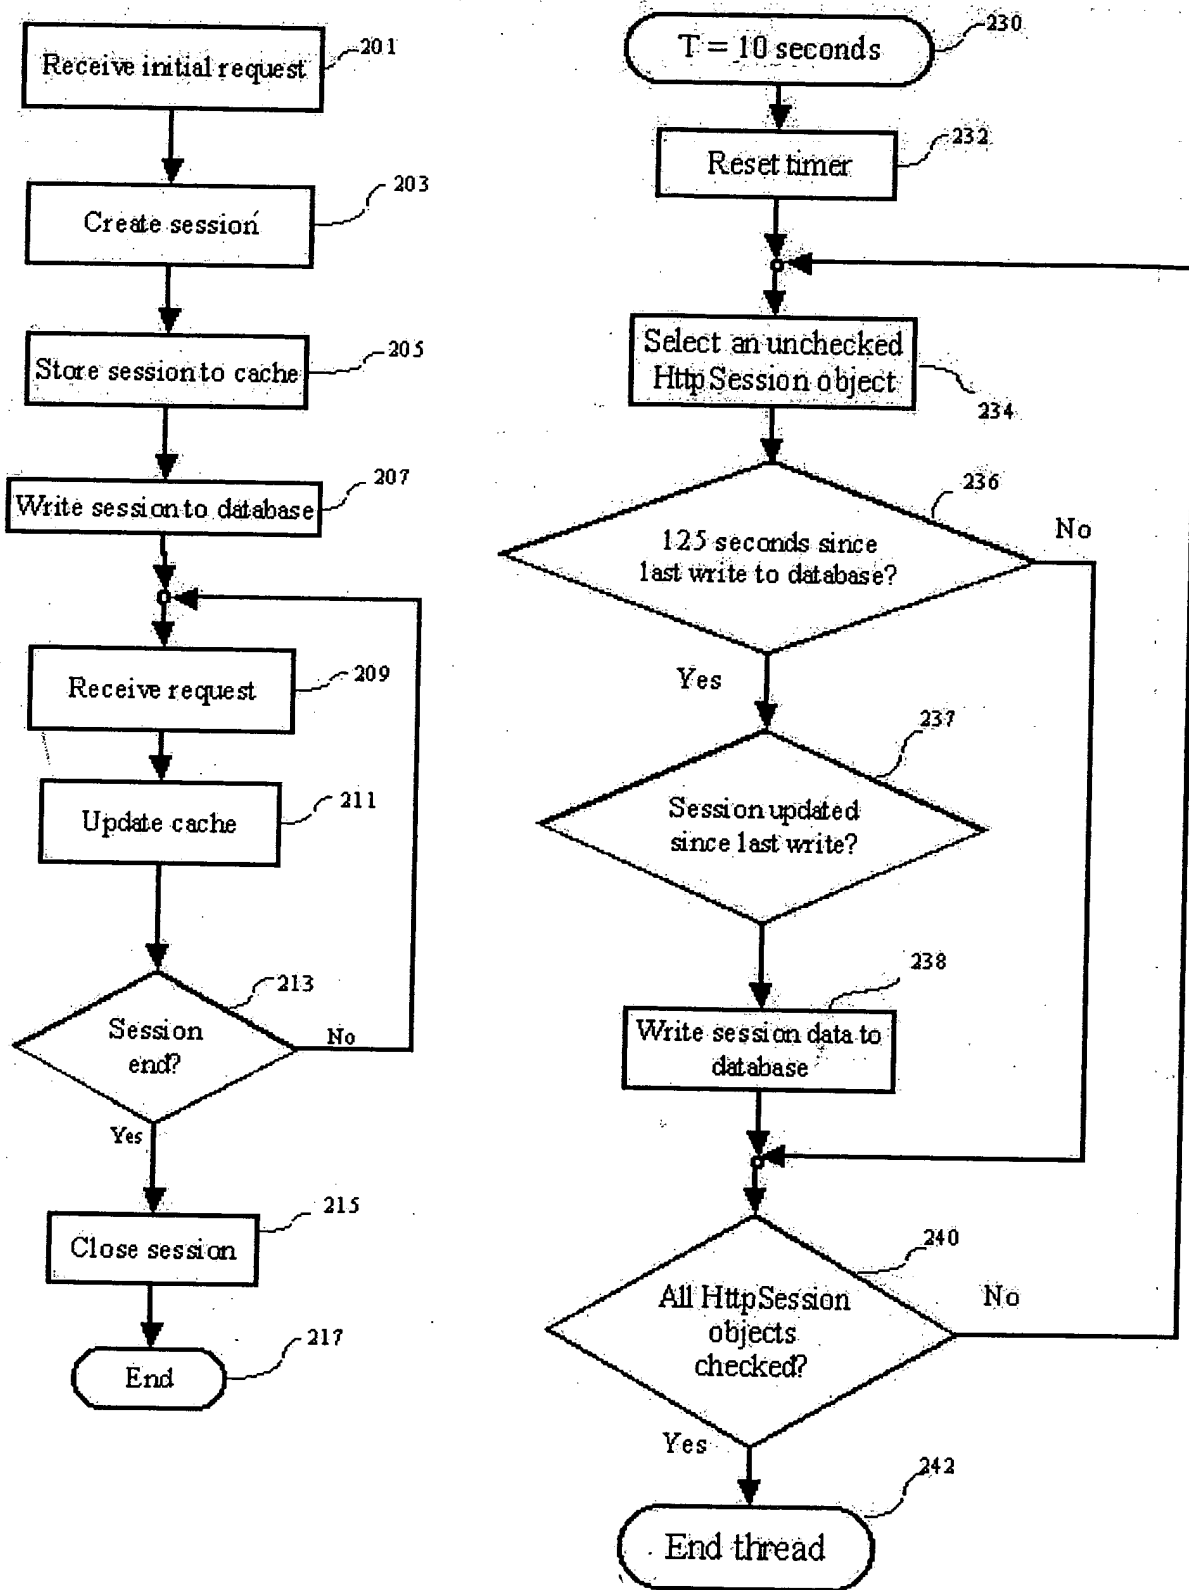 Receive initial request
201
Create session
203
Store session to cache
205
Write session to database
207
Receive request
209
Update cache
211
Session
end?
213
No
Yes
Close session
215
End
217
T = 10 seconds
230
Reset timer
232
Select an unchecked
HttpSession object
234
125 seconds since
last write to database?
236
No
Yes
Session updated
since last write?
237
Write session data to
database
238
All HttpSession
objects
checked?
240
No
Yes
End thread
242